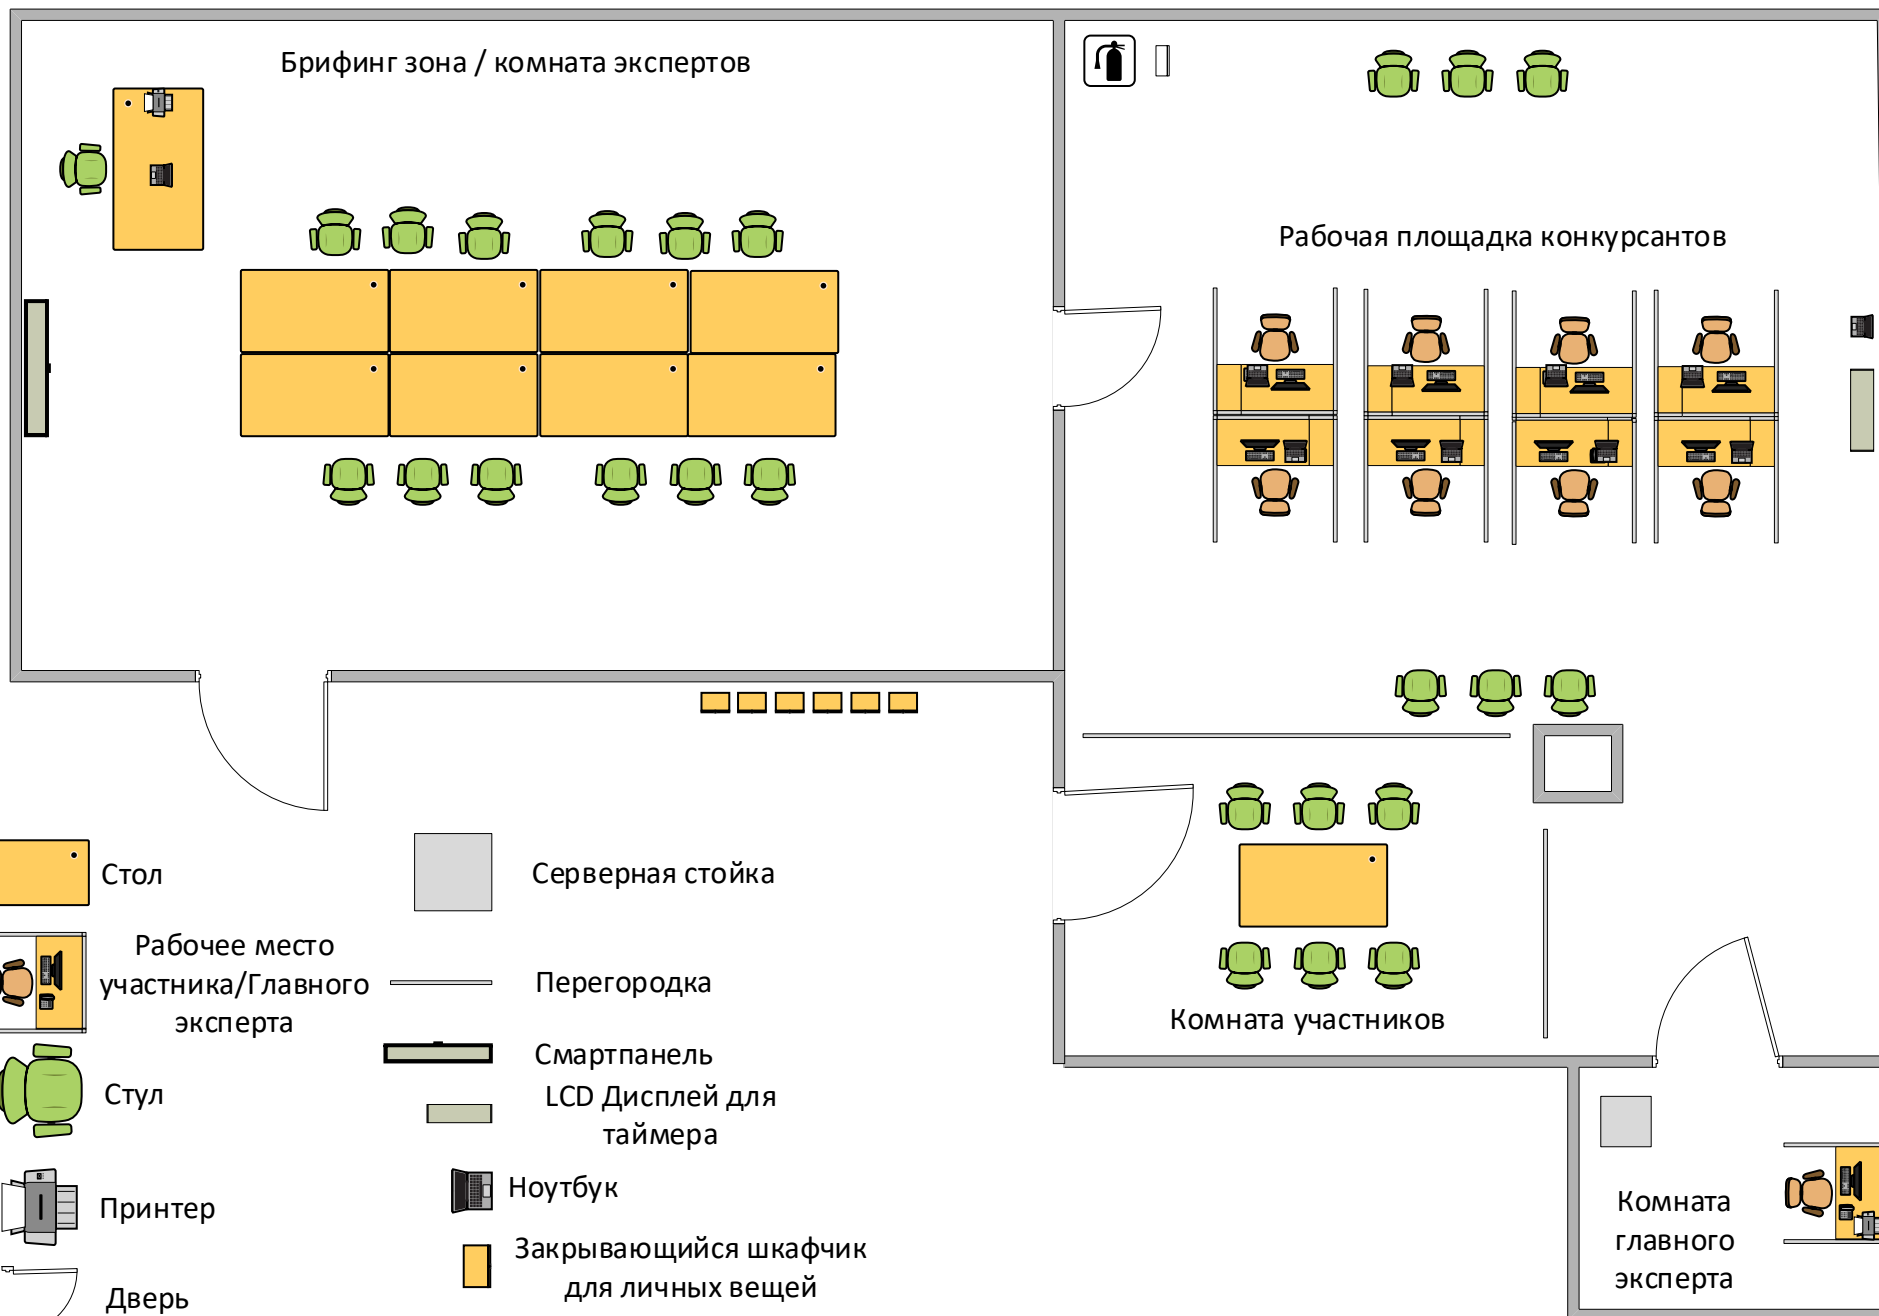 Брифинг зона / комната экспертов
Рабочая площадка конкурсантов
Стол
Серверная стойка
Рабочее место
участника/Главного
эксперта
Перегородка
Комната участников
Смартпанель
Стул
LCD Дисплей для
таймера
Принтер
Ноутбук
Комната
главного
эксперта
Закрывающийся шкафчик
для личных вещей
Дверь